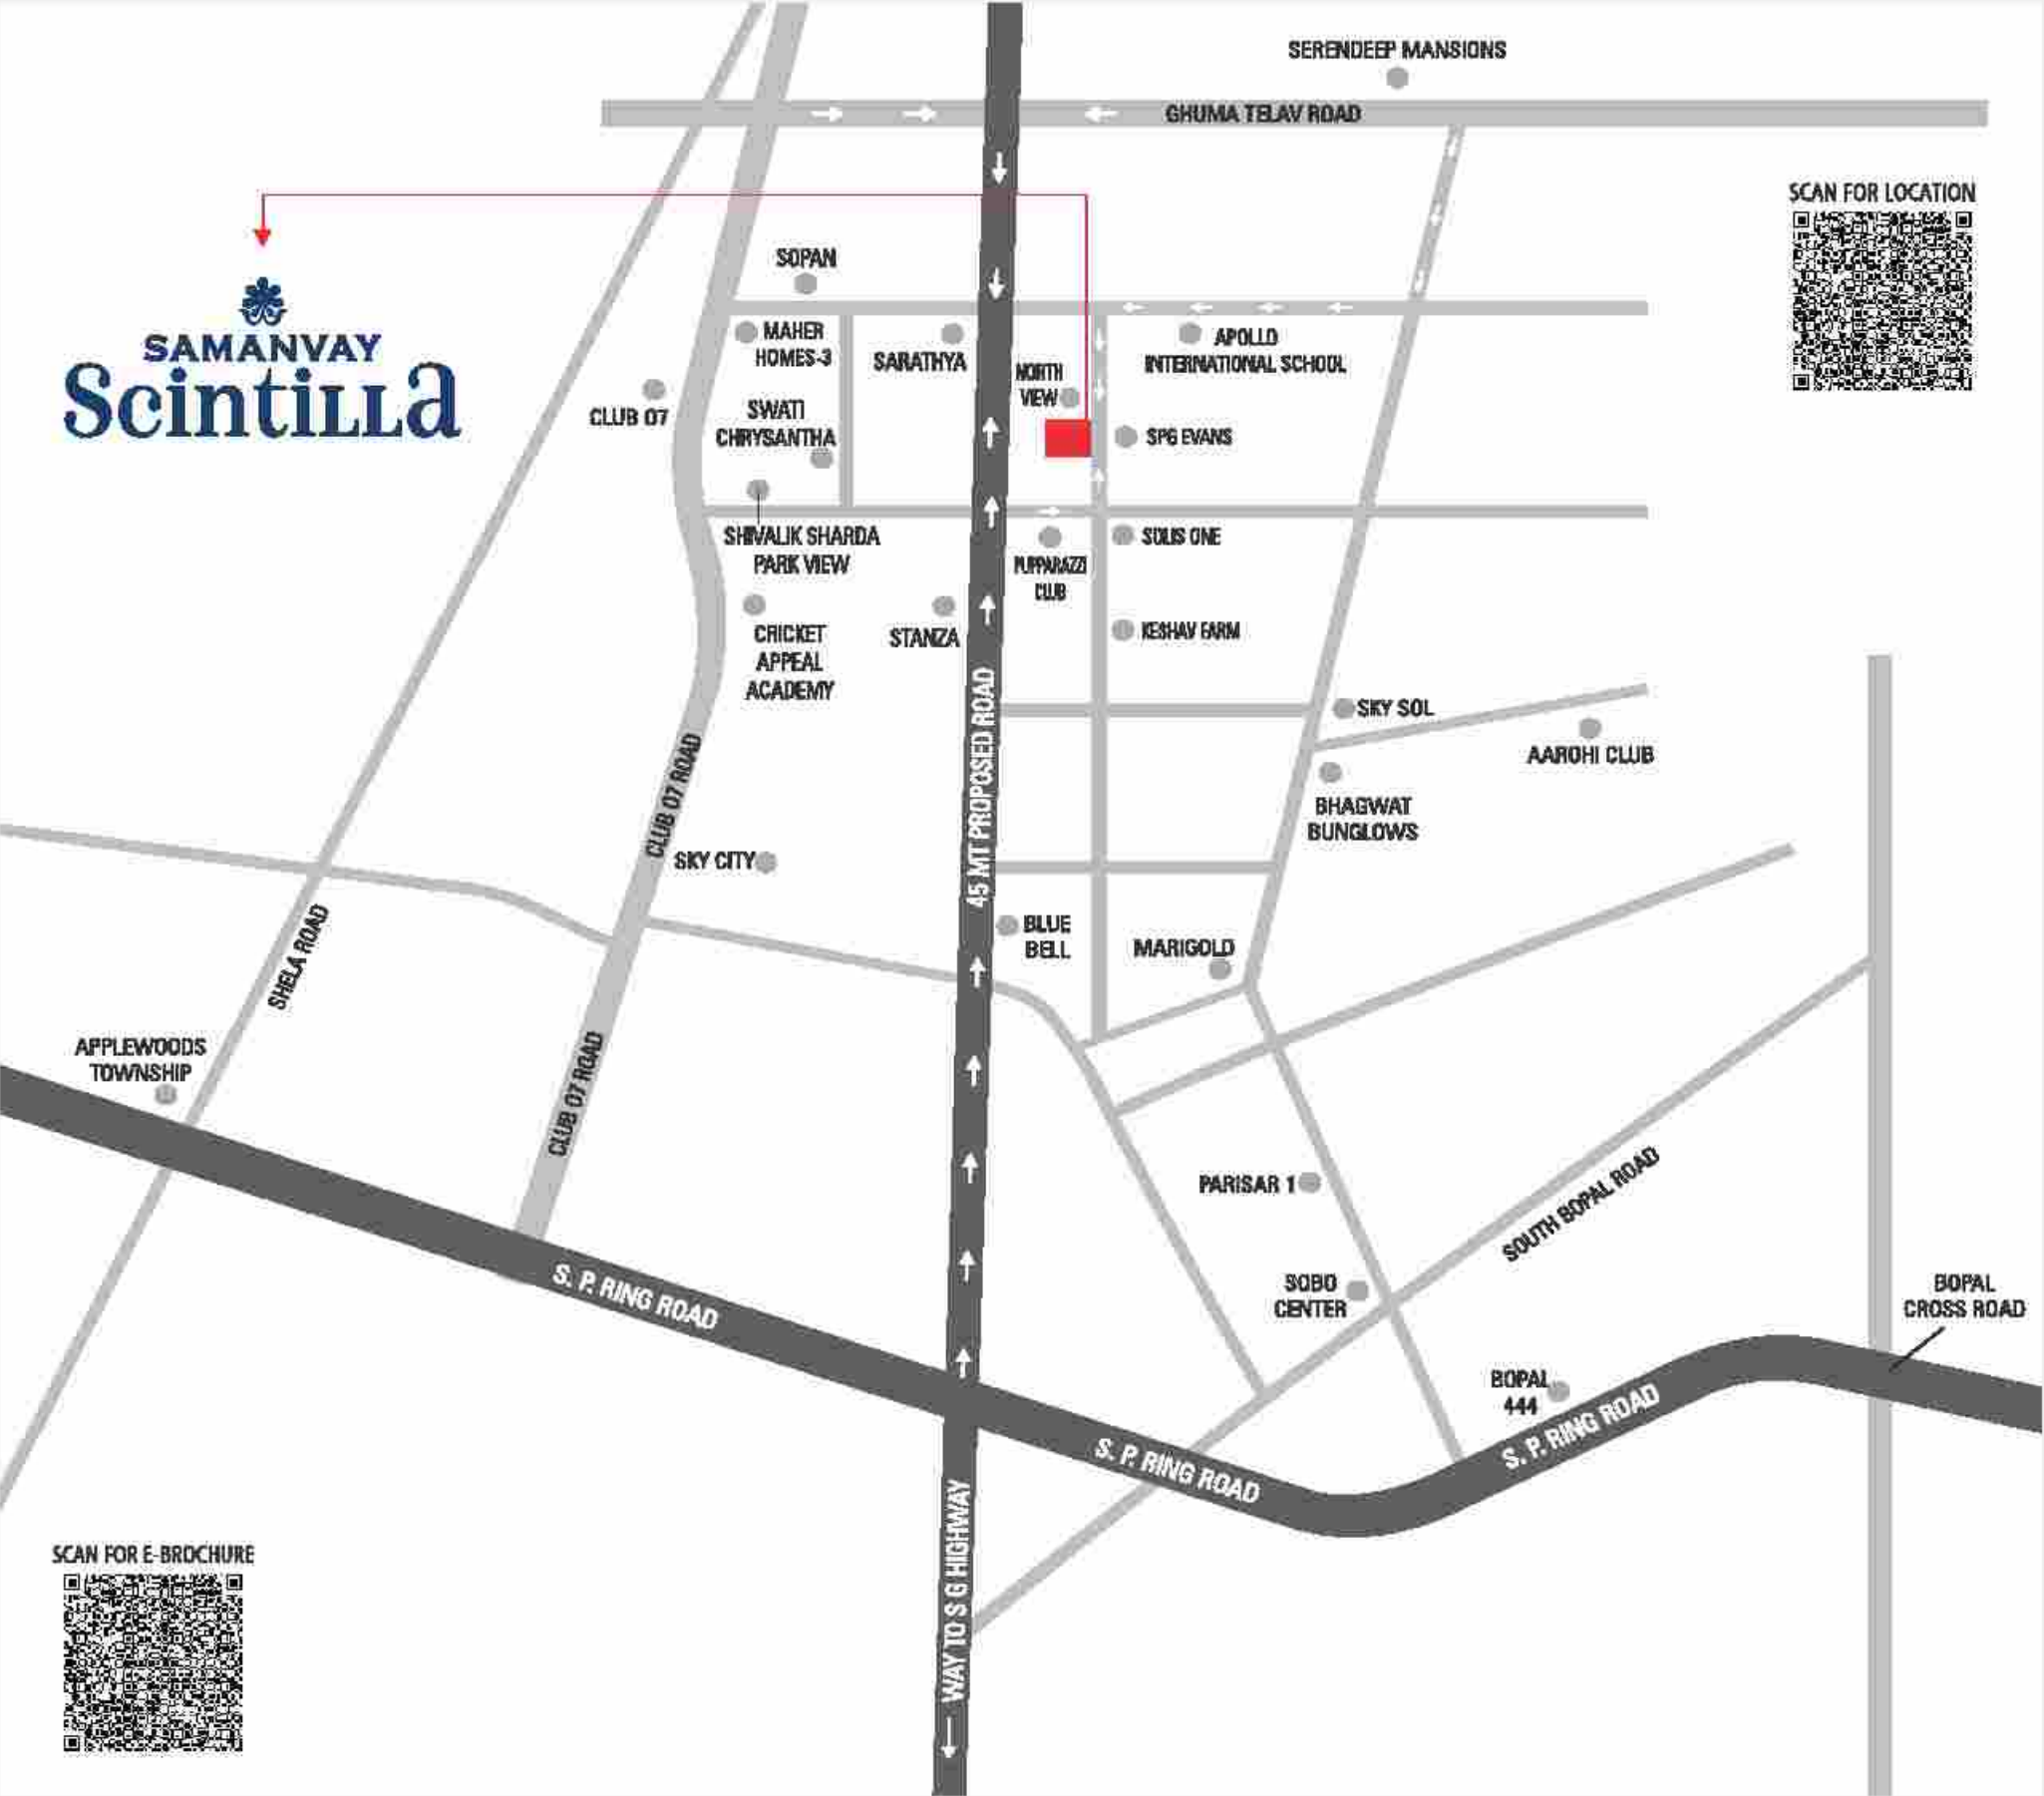 SERENDEEP MANSIONS
GHUMA TELAV ROAD
SCAN FOR LOCATION
SAMANVAY
Scintilla
SOPAN
MAHER
HOMES-3
SARATHYA
NORTH
VIEW
APOLLO
INTERNATIONAL SCHOOL
CLUB 07
SWATI
CHRYSANTHA
SPG EVANS
SHIVALIK SHARDA
PARK VIEW
PUPPARAZZI
CLUB
SOLIS ONE
CRICKET
APPEAL
ACADEMY
STANZA
KESHAV FARM
45 MT PROPOSED ROAD
SKY SOL
AAROHI CLUB
BHAGWAT
BUNGLOWS
CLUB 07 ROAD
SKY CITY
BLUE
BELL
MARIGOLD
SHELA ROAD
APPLEWOODS
TOWNSHIP
CLUB 07 ROAD
PARISAR 1
SOUTH BOPAL ROAD
SOBO
CENTER
BOPAL
CROSS ROAD
S. P. RING ROAD
BOPAL
444
S. P. RING ROAD
S. P. RING ROAD
WAY TO S G HIGHWAY
SCAN FOR E-BROCHURE